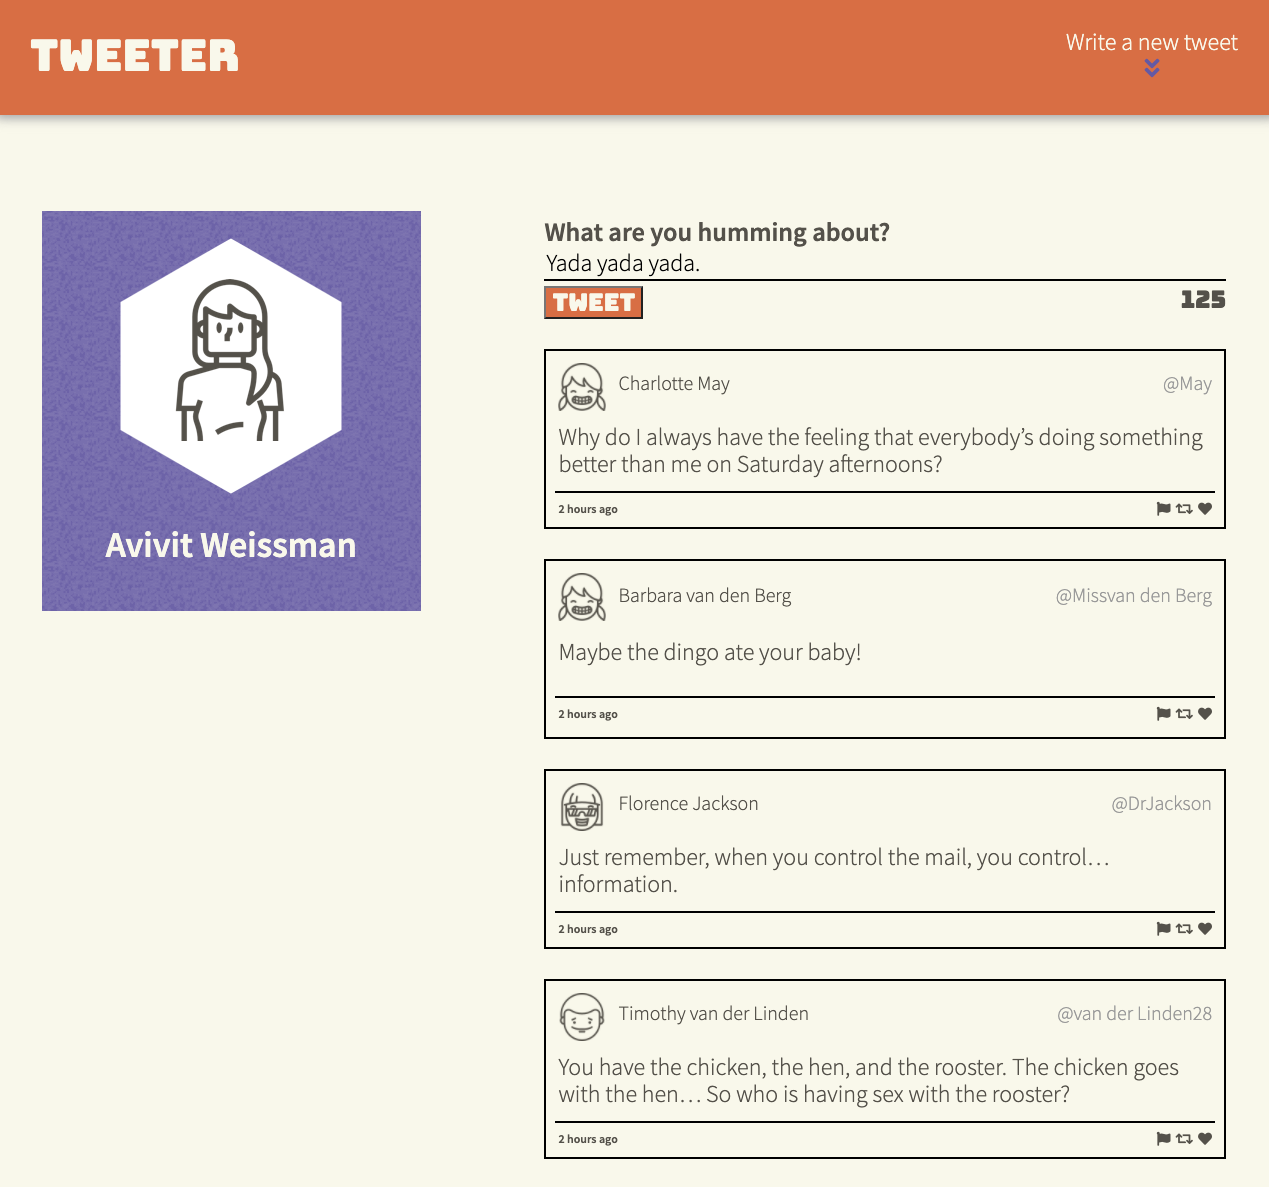 TWEETER
Write a new tweet
Avivit Weissman
What are you humming about?
Yada yada yada.
TWEET
125
Charlotte May
@May
Why do I always have the feeling that everybody’s doing something
better than me on Saturday afternoons?
2 hours ago
Barbara van den Berg
@Missvan den Berg
Maybe the dingo ate your baby!
2 hours ago
Florence Jackson
@DrJackson
Just remember, when you control the mail, you control…
information.
2 hours ago
Timothy van der Linden
@van der Linden28
You have the chicken, the hen, and the rooster. The chicken goes
with the hen… So who is having sex with the rooster?
2 hours ago